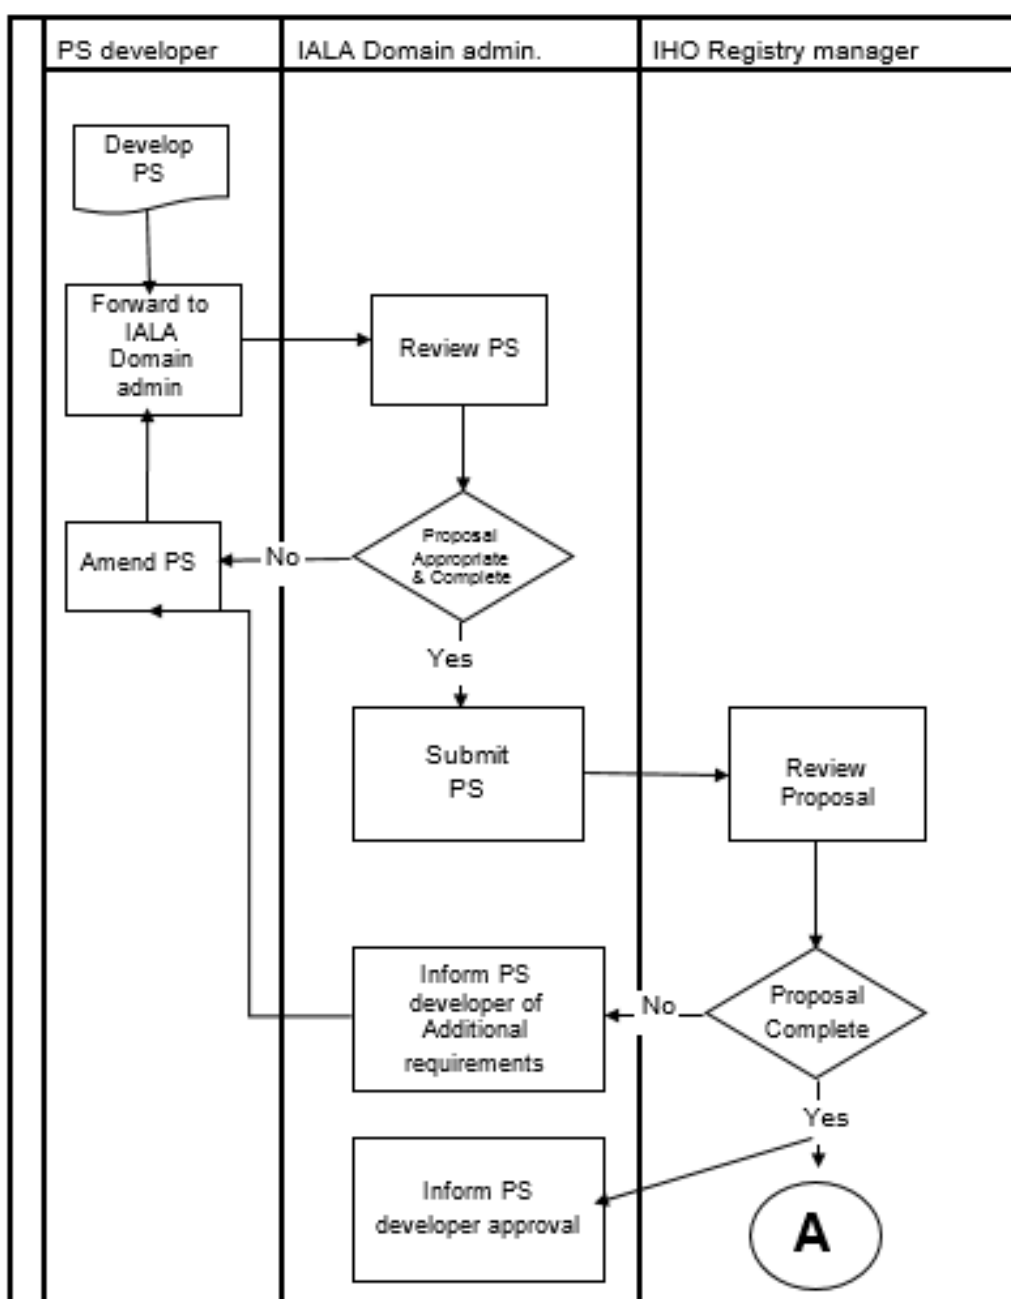 PS developer
IALA Domain admin.
IHO Registry manager
Develop
PS
Forward to
IALA
Domain
admin
Review PS
Proposal
Appropriate
& Complete
No
Amend PS
Yes
Submit
PS
Review
Proposal
Proposal
Complete
No
Inform PS
developer of
Additional
requirements
Yes
Inform PS
developer approval
A